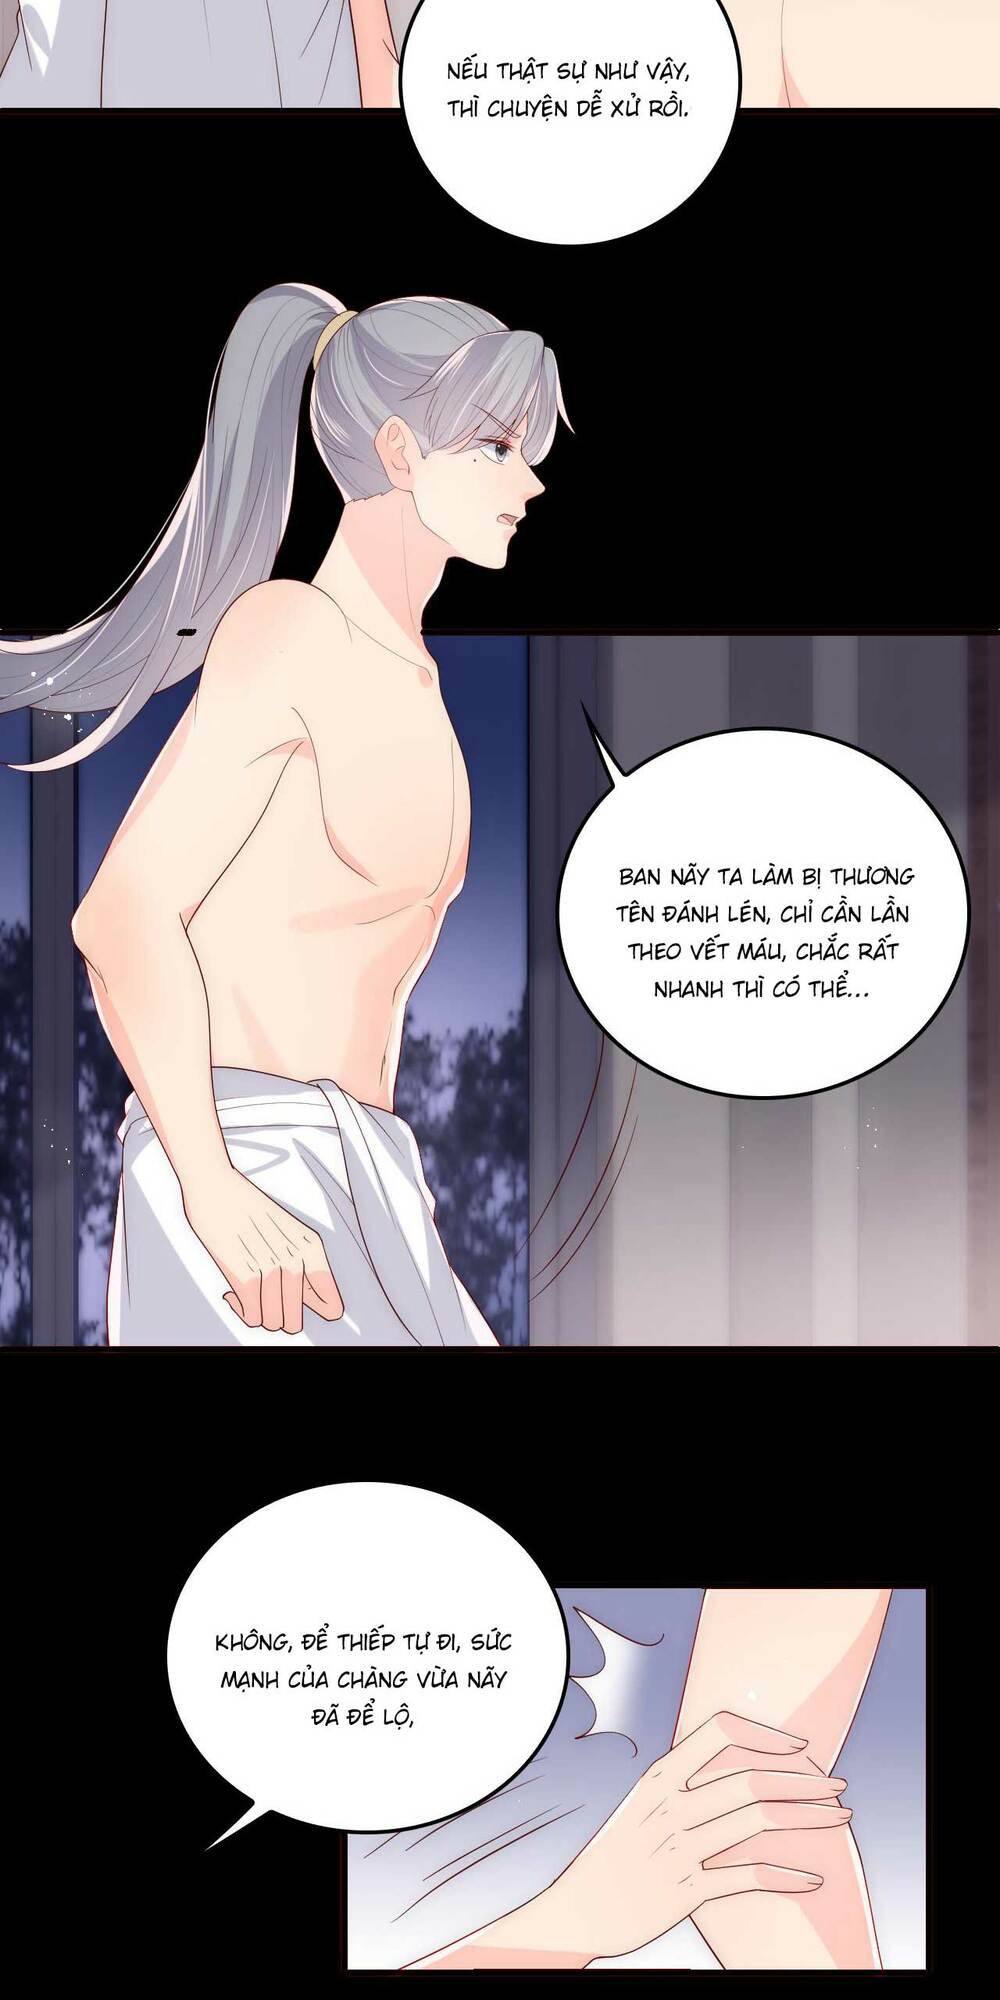 NẾU THẬT SỰ NHƯ VẬY,
THÌ CHUYỆN DỄ XỬ RỒI.
BAN NÃY TA LÀM BỊ THƯƠNG
TÊN ĐÁNH LÉN, CHỈ CẦN LẦN
THEO VẾT MÁU, CHẮC RẤT
NHANH THÌ CÓ THỂ...
KHÔNG, ĐỂ THIẾP TỰ ĐI, SỨC
MẠNH CỦA CHÀNG VỪA NÃY
ĐÃ ĐỂ LỘ,